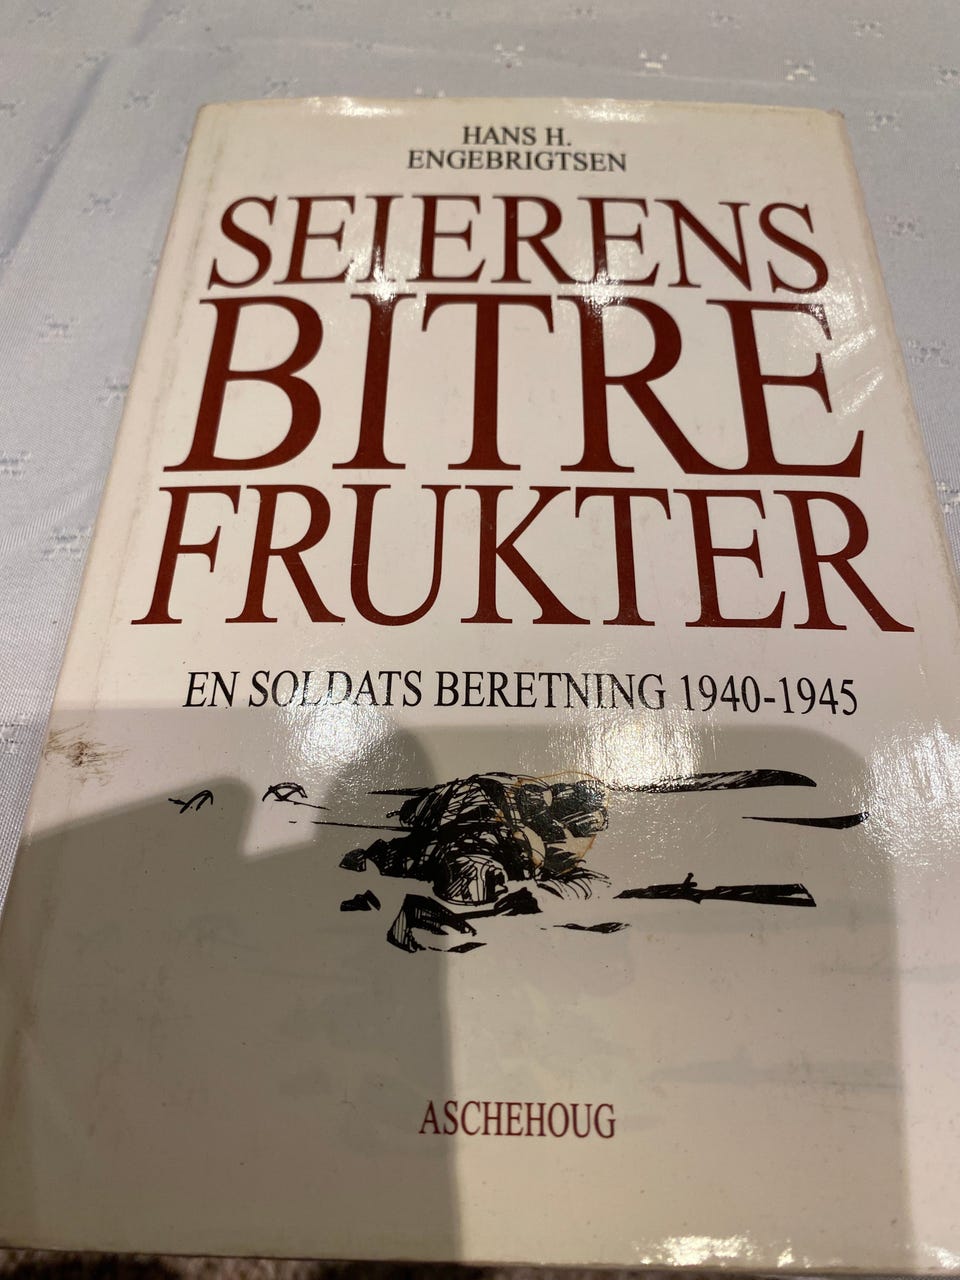 HANS H.
ENGEBRIGTSEN
SEIERENS
BITRE
FRUKTER
EN SOLDATS BERETNING 1940-1945
ASCHEHOUG